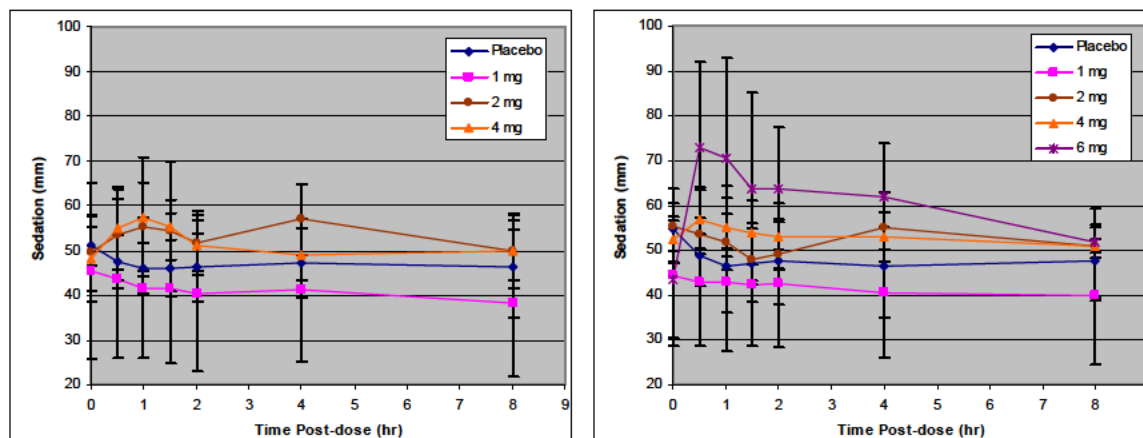 100
90
80
70
60
50
40
30
20
Sedation (mm)
0 1 2 3 4 5 6 7 8 9
Time Post-dose (hr)
Placebo
1 mg
2 mg
4 mg
100
90
80
70
60
50
40
30
20
Sedation (mm)
0 1 2 3 4 5 6 7 8
Time Post-dose (hr)
Placebo
1 mg
2 mg
4 mg
6 mg